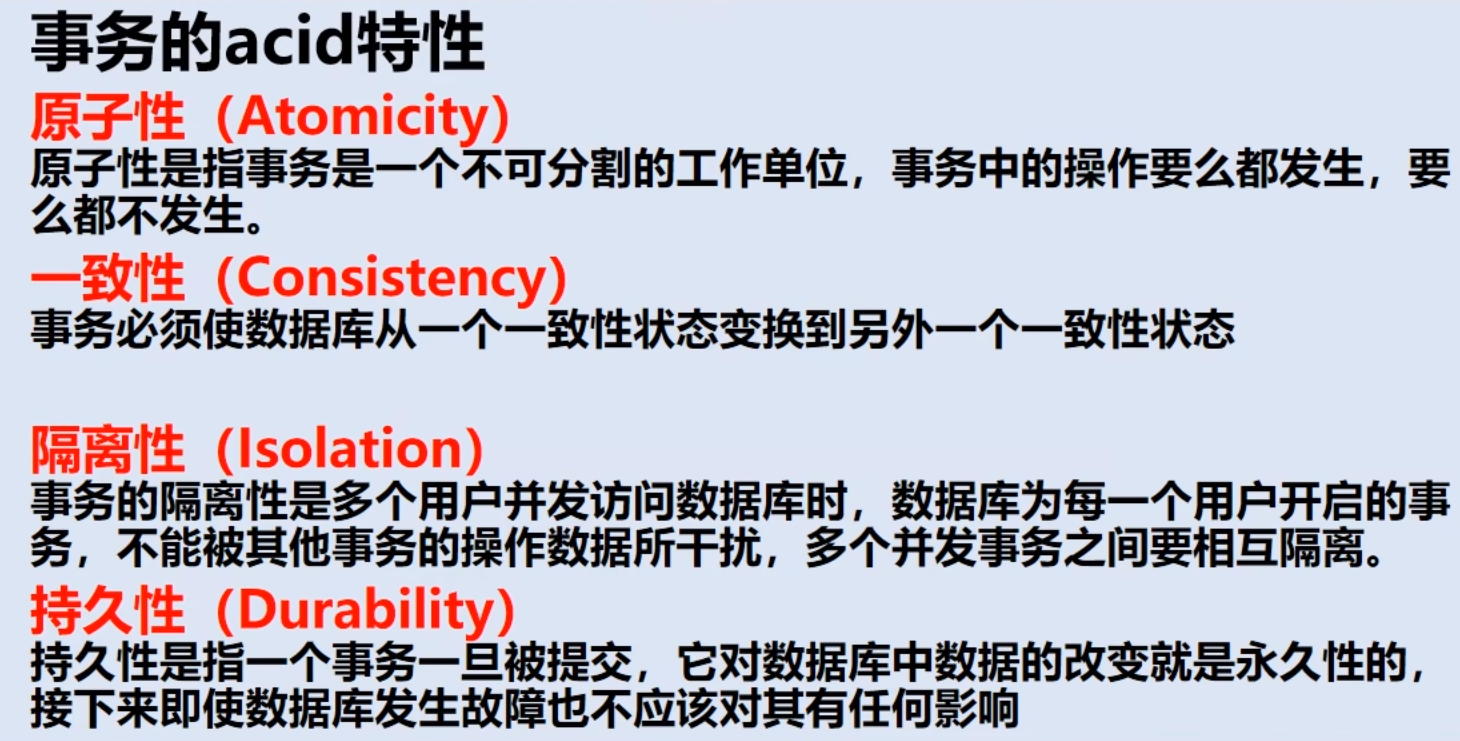 事务的acid特性
原子性（Atomicity）
原子性是指事务是一个不可分割的工作单位，事务中的操作要么都发生，要
么都不发生。
一致性（Consistency）
事务必须使数据库从一个一致性状态变换到另外一个一致性状态
隔离性（Isolation）
事务的隔离性是多个用户并发访问数据库时，数据库为每一个用户开启的事
务，不能被其他事务的操作数据所干扰，多个并发事务之间要相互隔离。
持久性（Durability）
持久性是指一个事务一旦被提交，它对数据库中数据的改变就是永久性的，
接下来即使数据库发生故障也不应该对其有任何影响